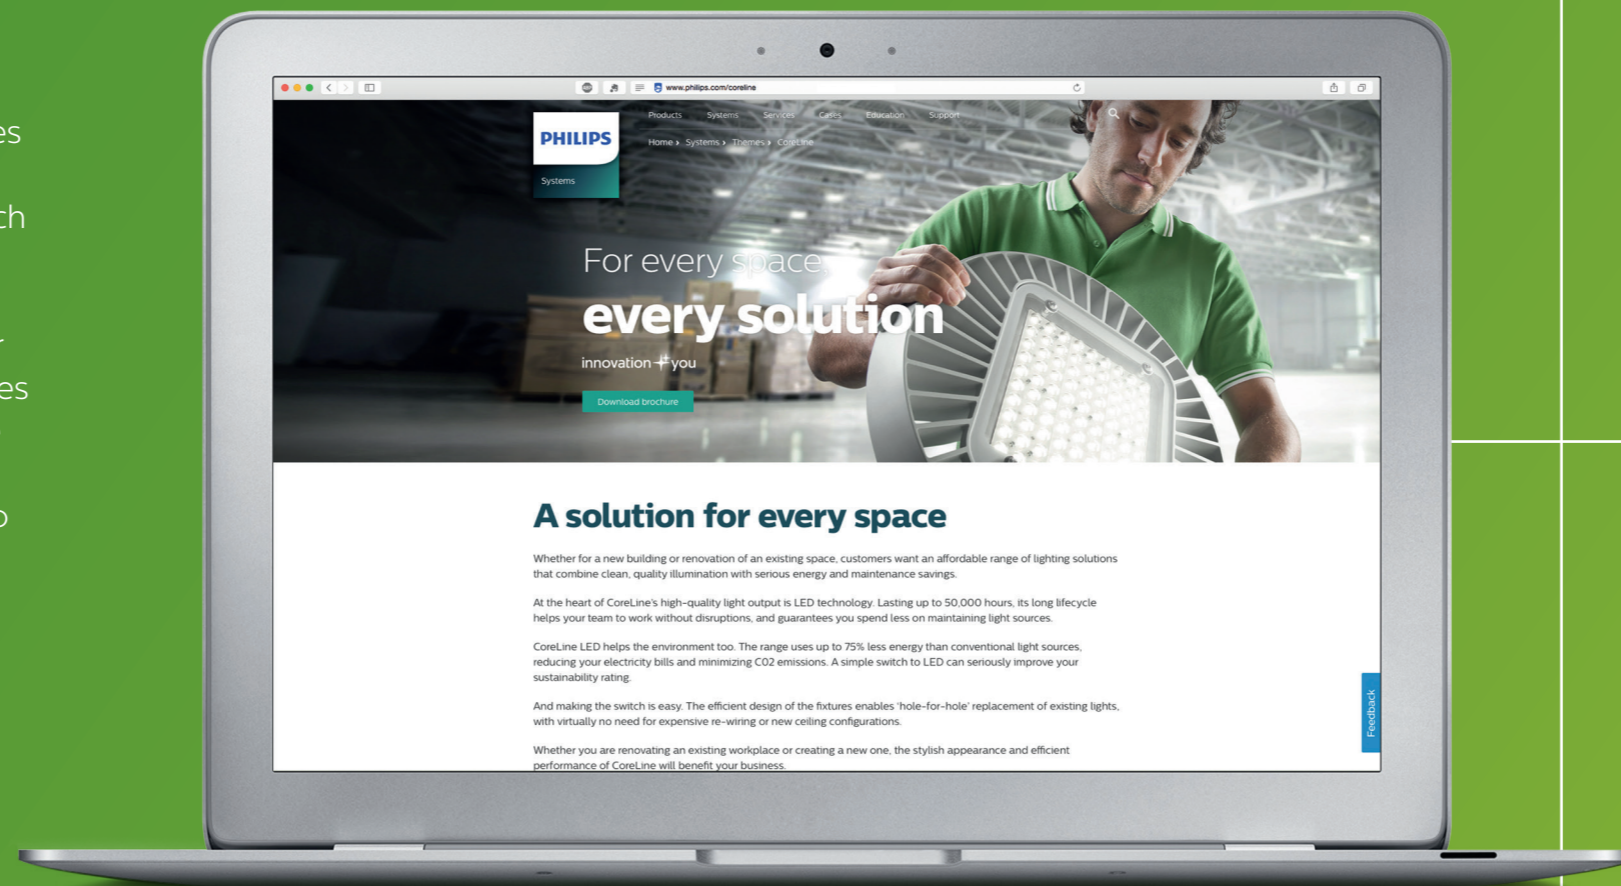 es
ch
r
es
o
www.philips.com/coreline
Products Systems Services Cases Education Support
PHILIPS
Home › Systems › Themes › CoreLine
Systems
For every space,
every solution
innovation you
Download brochure
A solution for every space
Whether for a new building or renovation of an existing space, customers want an affordable range of lighting solutions
that combine clean, quality illumination with serious energy and maintenance savings.
At the heart of CoreLine's high-quality light output is LED technology. Lasting up to 50,000 hours, its long lifecycle
helps your team to work without disruptions, and guarantees you spend less on maintaining light sources.
CoreLine LED helps the environment too. The range uses up to 75% less energy than conventional light sources,
reducing your electricity bills and minimizing C02 emissions. A simple switch to LED can seriously improve your
sustainability rating.
And making the switch is easy. The efficient design of the fixtures enables ‘hole-for-hole’ replacement of existing lights,
with virtually no need for expensive re-wiring or new ceiling configurations.
Whether you are renovating an existing workplace or creating a new one, the stylish appearance and efficient
performance of CoreLine will benefit your business.
Feedback